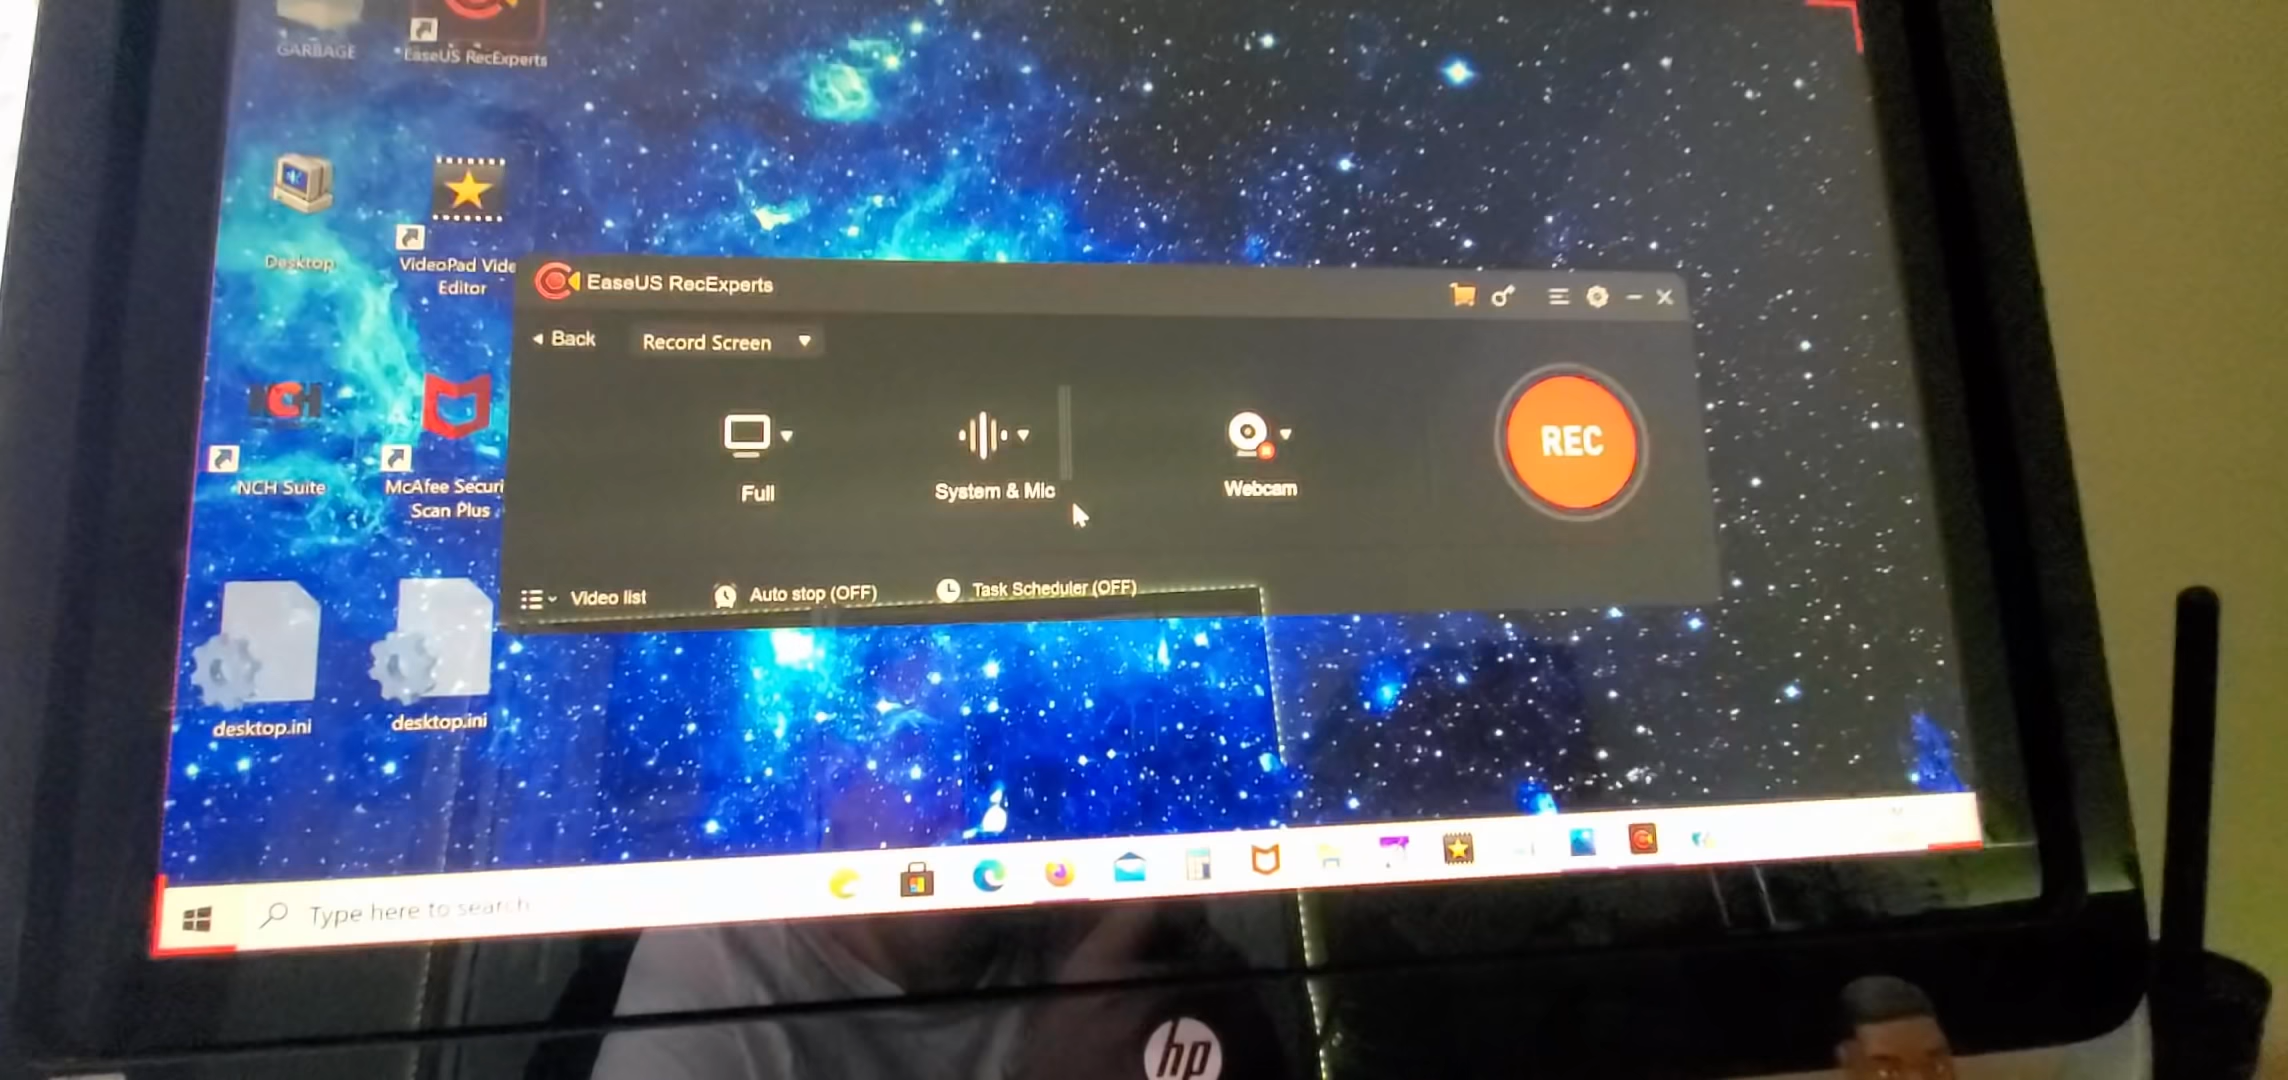 GARBAGE
EaseUS RecExperts
Desktop
VideoPad Vide
Editor
EaseUS RecExperts
Back
Record Screen
REC
Full
System & Mic
Webcam
NCH
NCH Suite
McAfee Securi
Scan Plus
Video list
Auto stop (OFF)
Task Scheduler (OFF)
desktop.ini
desktop.ini
Type here to search
hp